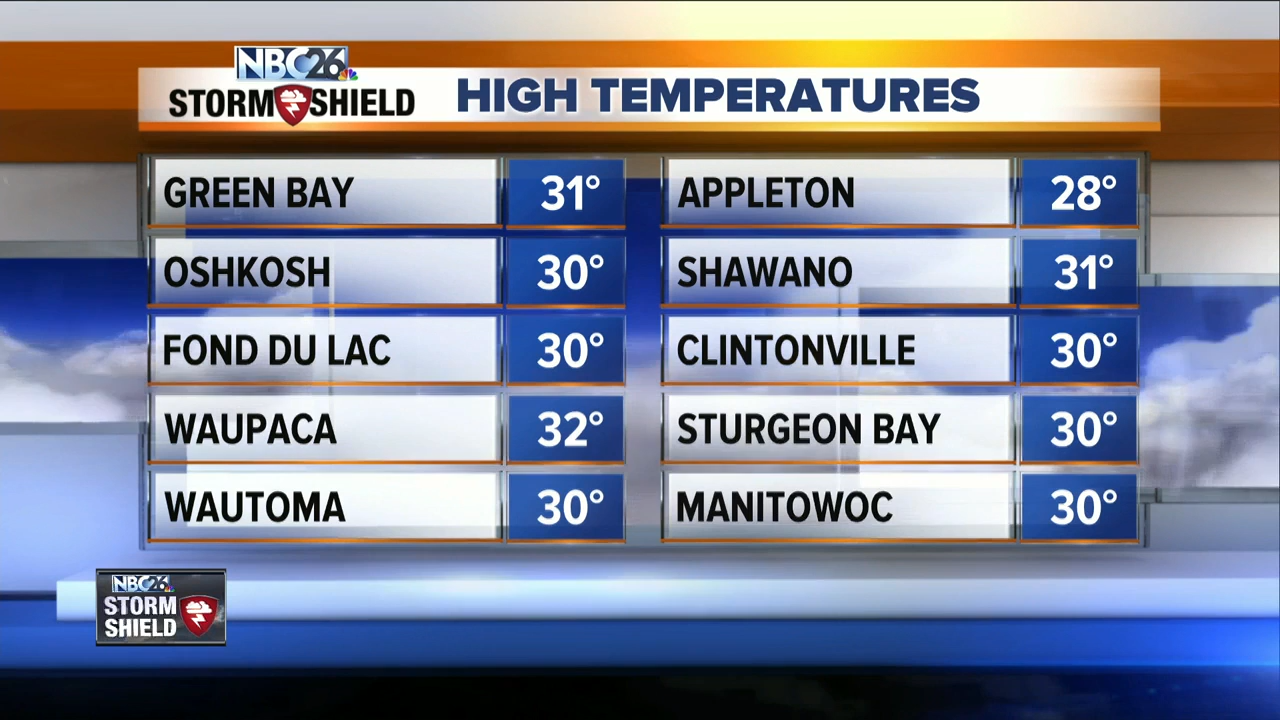 NBC26
STORM SHIELD
HIGH TEMPERATURES
GREEN BAY 31°
OSHKOSH 30°
FOND DU LAC 30°
WAUPACA 32°
WAUTOMA 30°
APPLETON 28°
SHAWANO 31°
CLINTONVILLE 30°
STURGEON BAY 30°
MANITOWOC 30°
NBC26
STORM
SHIELD